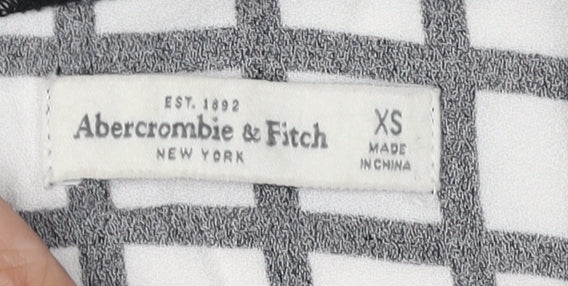 EST. 1892
Abercrombie & Fitch
NEW YORK
XS
MADE
IN CHINA